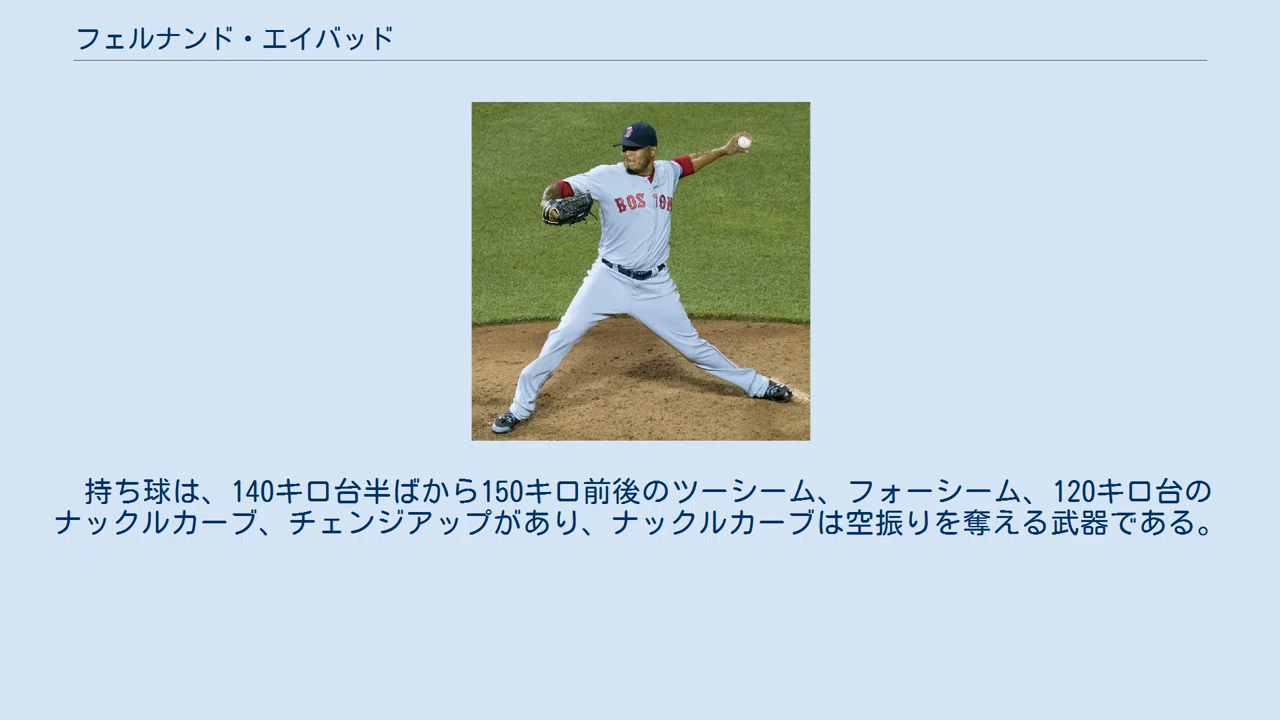 フェルナンド・エイバッド
BOSTON
持ち球は、140キロ台半ばから150キロ前後のツーシーム、フォーシーム、120キロ台の
ナックルカーブ、チェンジアップがあり、ナックルカーブは空振りを奪える武器である。